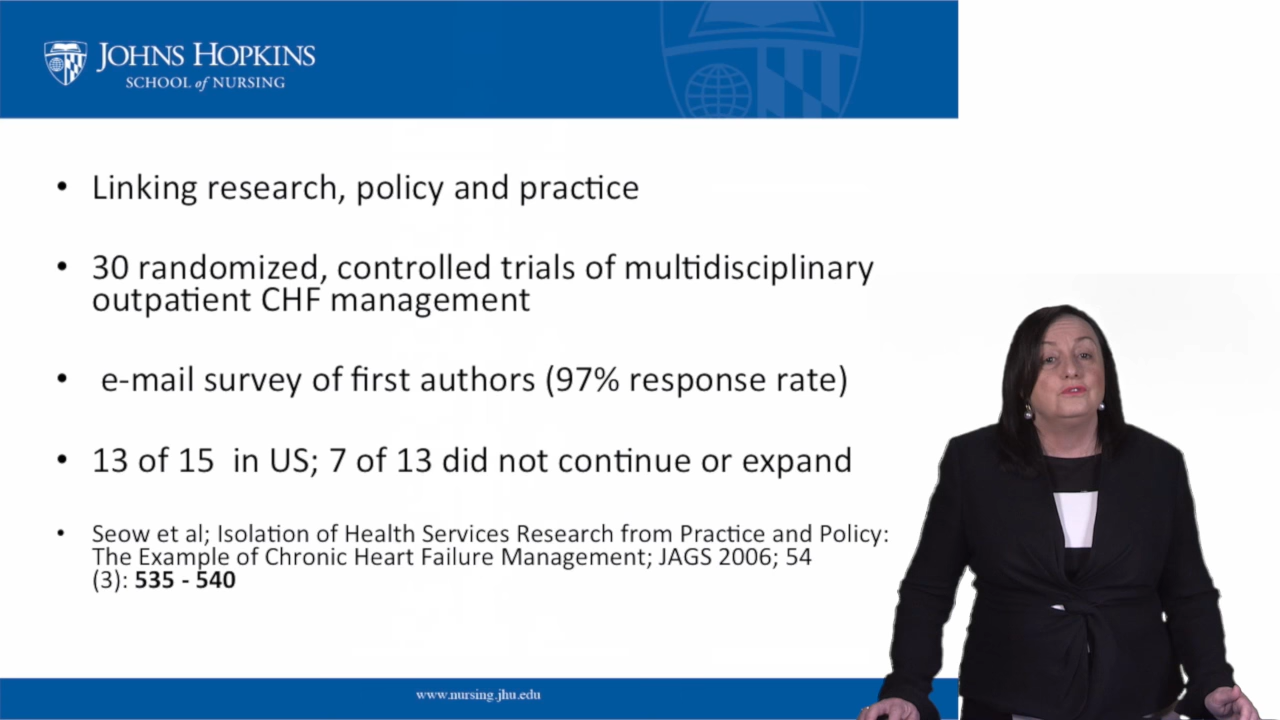 JOHNS HOPKINS
SCHOOL of NURSING
• Linking research, policy and practice
• 30 randomized, controlled trials of multidisciplinary
outpatient CHF management
• e-mail survey of first authors (97% response rate)
• 13 of 15  in US; 7 of 13 did not continue or expand
• Seow et al; Isolation of Health Services Research from Practice and Policy:
The Example of Chronic Heart Failure Management; JAGS 2006; 54
(3): 535 - 540
www.nursing.jhu.edu